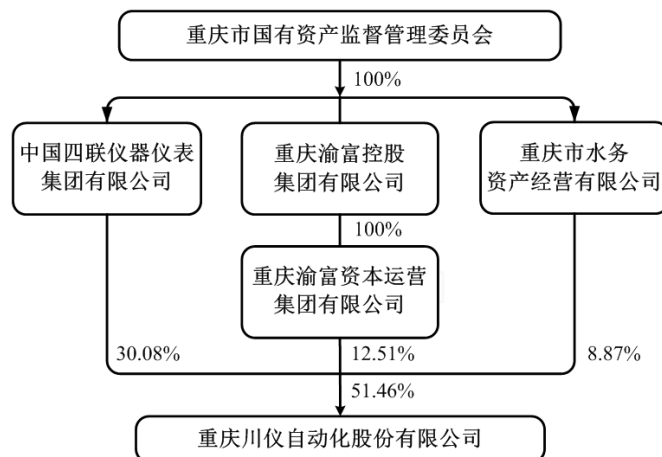 重庆市国有资产监督管理委员会
100%
中国四联仪器仪表
集团有限公司
重庆渝富控股
集团有限公司
重庆市水务
资产经营有限公司
100%
重庆渝富资本运营
集团有限公司
30.08%
12.51%
8.87%
51.46%
重庆川仪自动化股份有限公司